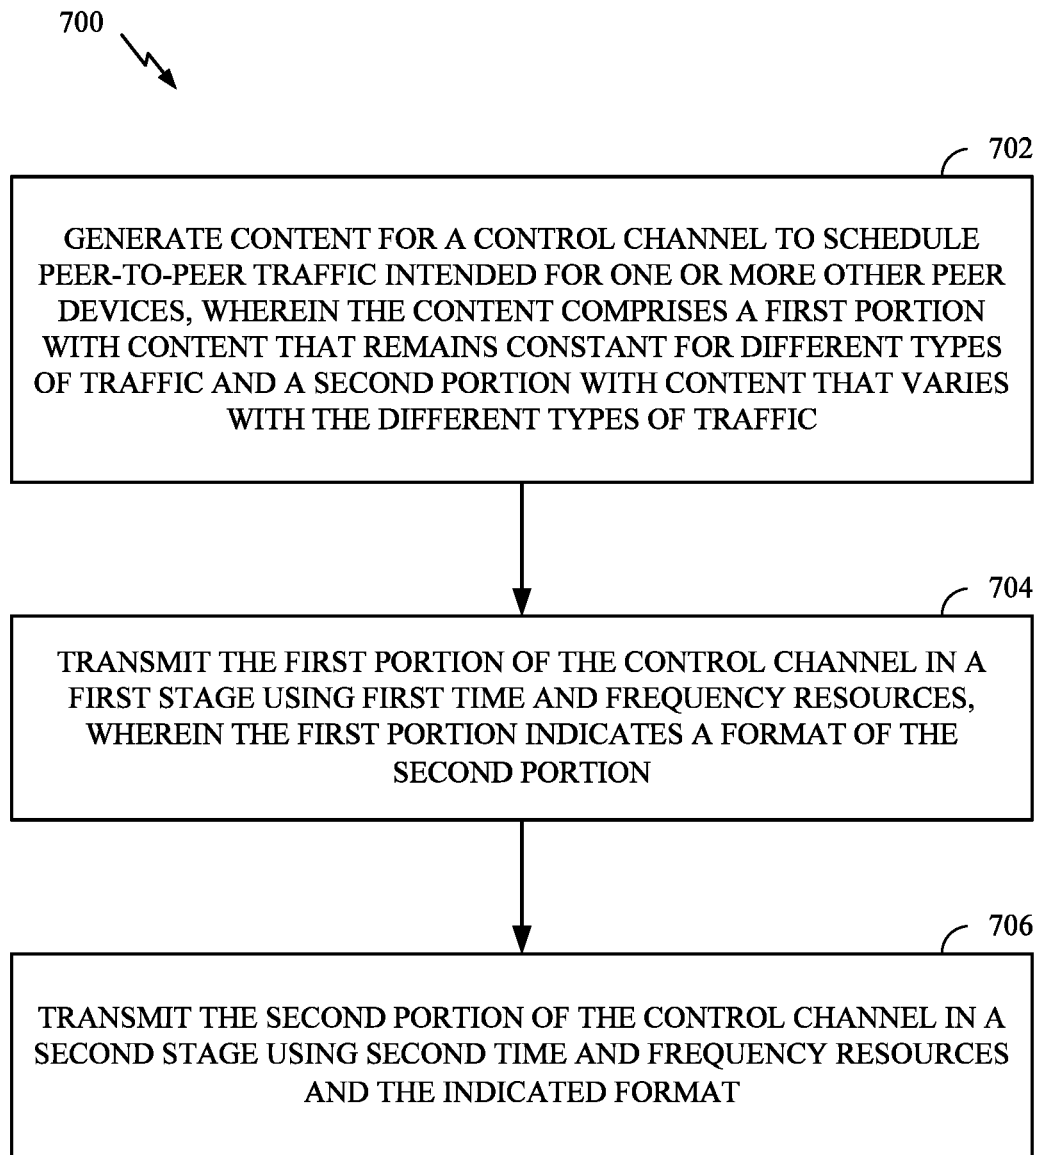 700
702
GENERATE CONTENT FOR A CONTROL CHANNEL TO SCHEDULE
PEER-TO-PEER TRAFFIC INTENDED FOR ONE OR MORE OTHER PEER
DEVICES, WHEREIN THE CONTENT COMPRISES A FIRST PORTION
WITH CONTENT THAT REMAINS CONSTANT FOR DIFFERENT TYPES
OF TRAFFIC AND A SECOND PORTION WITH CONTENT THAT VARIES
WITH THE DIFFERENT TYPES OF TRAFFIC
704
TRANSMIT THE FIRST PORTION OF THE CONTROL CHANNEL IN A
FIRST STAGE USING FIRST TIME AND FREQUENCY RESOURCES,
WHEREIN THE FIRST PORTION INDICATES A FORMAT OF THE
SECOND PORTION
706
TRANSMIT THE SECOND PORTION OF THE CONTROL CHANNEL IN A
SECOND STAGE USING SECOND TIME AND FREQUENCY RESOURCES
AND THE INDICATED FORMAT